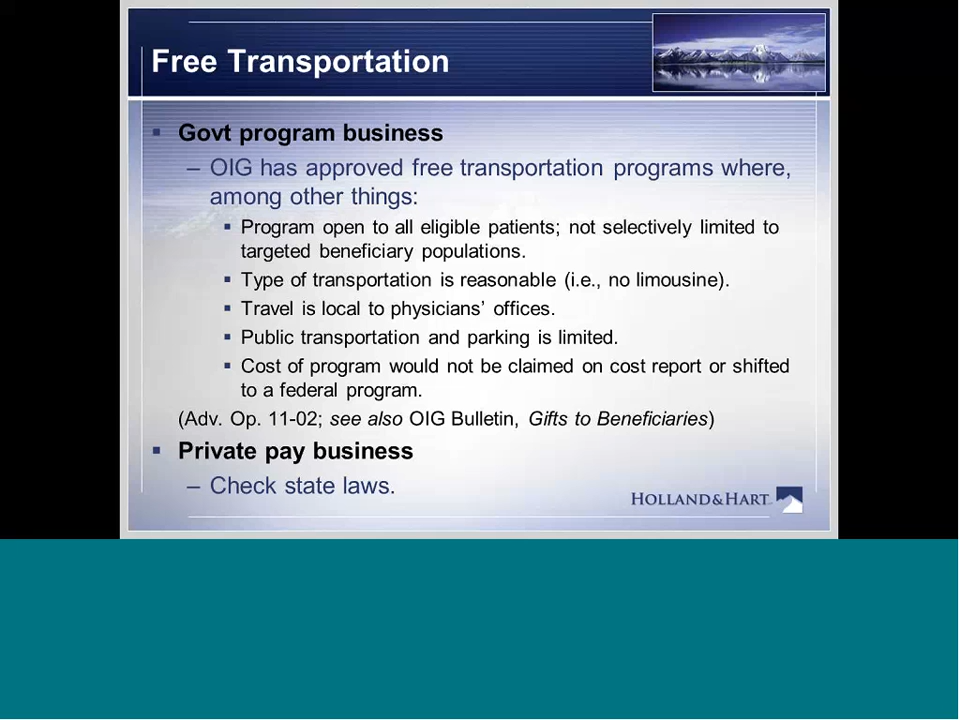 Free Transportation
▪ Govt program business
– OIG has approved free transportation programs where,
among other things:
▪ Program open to all eligible patients; not selectively limited to
targeted beneficiary populations.
▪ Type of transportation is reasonable (i.e., no limousine).
▪ Travel is local to physicians’ offices.
▪ Public transportation and parking is limited.
▪ Cost of program would not be claimed on cost report or shifted
to a federal program.
(Adv. Op. 11-02; see also OIG Bulletin, Gifts to Beneficiaries)
▪ Private pay business
– Check state laws.
HOLLAND&HART